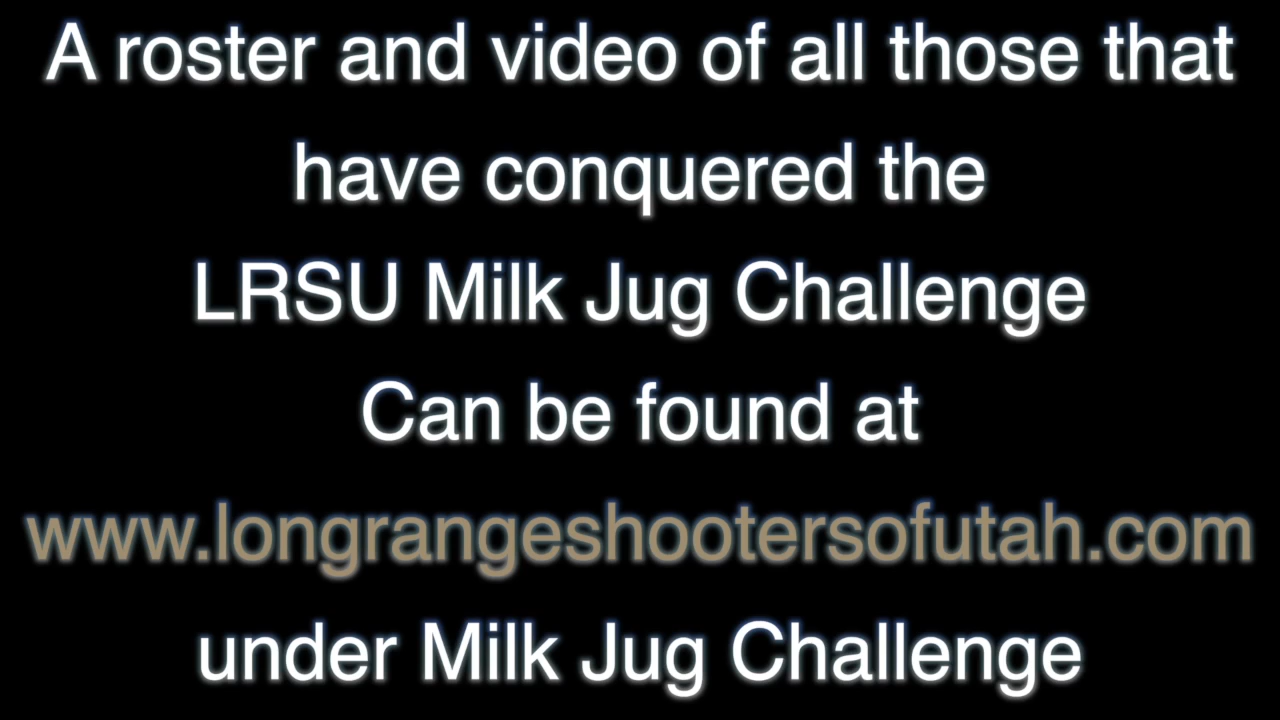 A roster and video of all those that
have conquered the
LRSU Milk Jug Challenge
Can be found at
www.longrangeshootersofutah.com
under Milk Jug Challenge